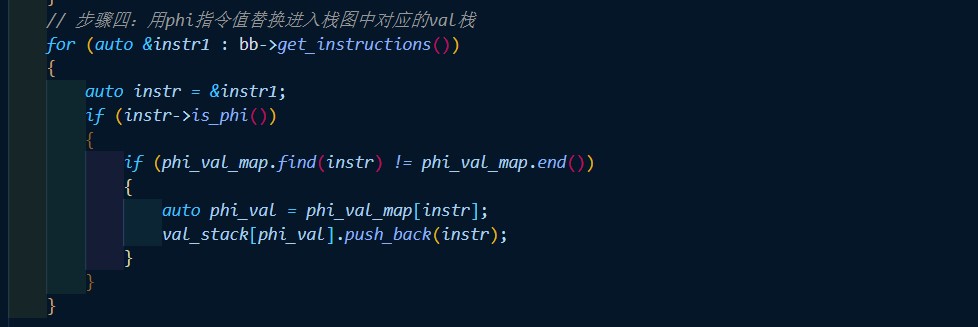 // 步骤四：用phi指令值替换进入栈图中对应的val栈
for (auto &instr1 : bb->get_instructions())
{
auto instr = &instr1;
if (instr->is_phi())
{
if (phi_val_map.find(instr) != phi_val_map.end())
{
auto phi_val = phi_val_map[instr];
val_stack[phi_val].push_back(instr);
}
}
}